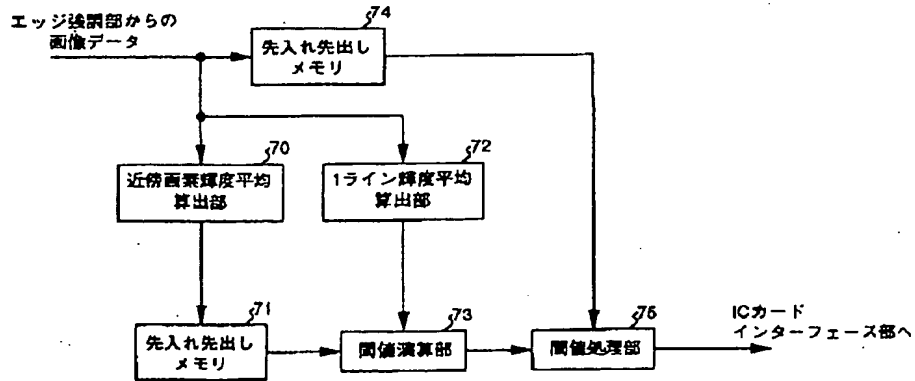 エッジ強調部からの
画像データ
74
先入れ先出し
メモリ
70
近傍画素輝度平均
算出部
72
1ライン輝度平均
算出部
71
先入れ先出し
メモリ
73
閾値演算部
75
閾値処理部
ICカード
インターフェース部へ